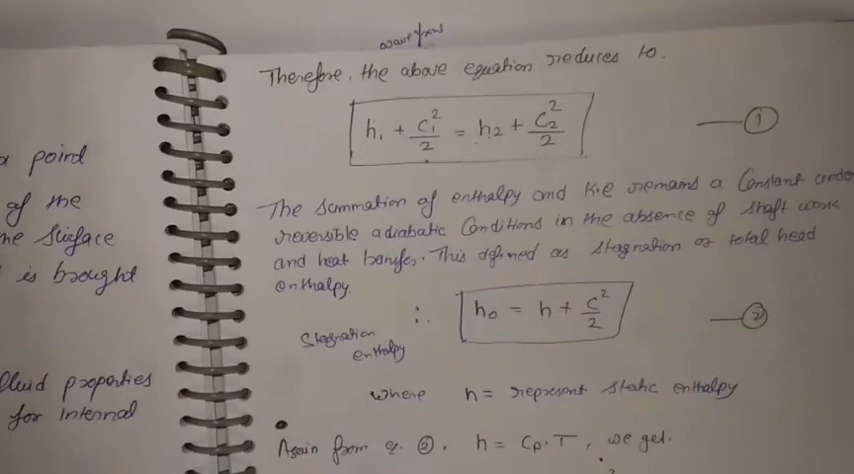 a point
of the
he surface
is brought
fluid properties
for internal
Therefore, the above equation reduces to.
h₁ + c₁²/2 = h₂ + c₂²/2 — ①
The summation of enthalpy and K.e remains a Constant unde
reversible adiabatic Conditions in the absence of shaft work
and heat transfer. This defined as stagnation or total head
enthalpy.
∴ h₀ = h + c²/2 — ②
Stagnation
enthalpy
where h = represent static enthalpy
Again from eq. ②, h = Cp.T, we get.